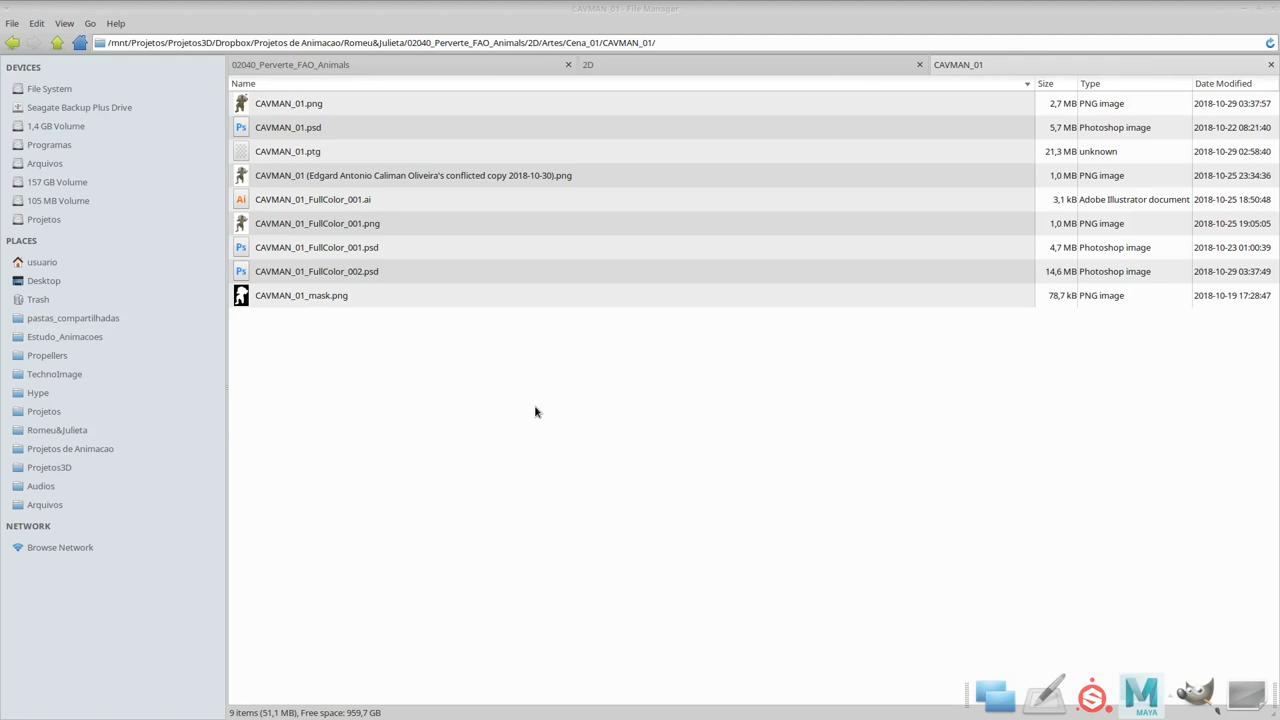 CAVMAN_01 - File Manager
File Edit View Go Help
/mnt/Projetos/Projetos3D/Dropbox/Projetos de Animacao/Romeu&Julieta/02040_Perverte_FAO_Animals/2D/Artes/Cena_01/CAVMAN_01/
DEVICES
File System
Seagate Backup Plus Drive
1,4 GB Volume
Programas
Arquivos
157 GB Volume
105 MB Volume
Projetos
PLACES
usuario
Desktop
Trash
pastas_compartilhadas
Estudo_Animacoes
Propellers
TechnoImage
Hype
Projetos
Romeu&Julieta
Projetos de Animacao
Projetos3D
Audios
Arquivos
NETWORK
Browse Network
02040_Perverte_FAO_Animals 2D CAVMAN_01
Name Size Type Date Modified
CAVMAN_01.png 2,7 MB PNG image 2018-10-29 03:37:57
Ps CAVMAN_01.psd 5,7 MB Photoshop image 2018-10-22 08:21:40
CAVMAN_01.ptg 21,3 MB unknown 2018-10-29 02:58:40
CAVMAN_01 (Edgard Antonio Caliman Oliveira's conflicted copy 2018-10-30).png 1,0 MB PNG image 2018-10-25 23:34:36
Ai CAVMAN_01_FullColor_001.ai 3,1 kB Adobe Illustrator document 2018-10-25 18:50:48
CAVMAN_01_FullColor_001.png 1,0 MB PNG image 2018-10-25 19:05:05
Ps CAVMAN_01_FullColor_001.psd 4,7 MB Photoshop image 2018-10-23 01:00:39
Ps CAVMAN_01_FullColor_002.psd 14,6 MB Photoshop image 2018-10-29 03:37:49
CAVMAN_01_mask.png 78,7 kB PNG image 2018-10-19 17:28:47
M
MAYA
9 items (51,1 MB), Free space: 959,7 GB